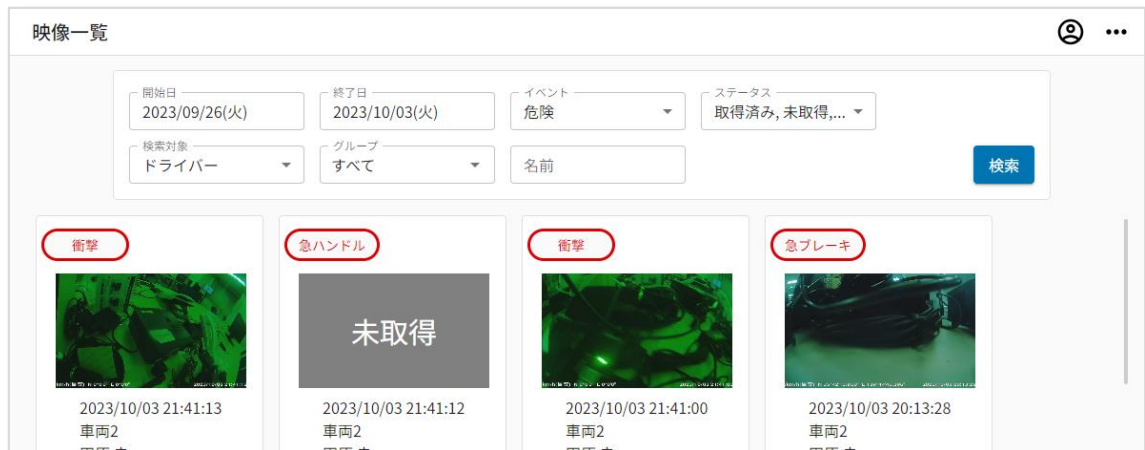 映像一覧
開始日
2023/09/26(火)
終了日
2023/10/03(火)
イベント
危険
ステータス
取得済み, 未取得,...
検索対象
ドライバー
グループ
すべて
名前
検索
衝撃
急ハンドル
衝撃
急ブレーキ
未取得
2023/10/03 21:41:13
車両2
2023/10/03 21:41:12
車両2
2023/10/03 21:41:00
車両2
2023/10/03 20:13:28
車両2